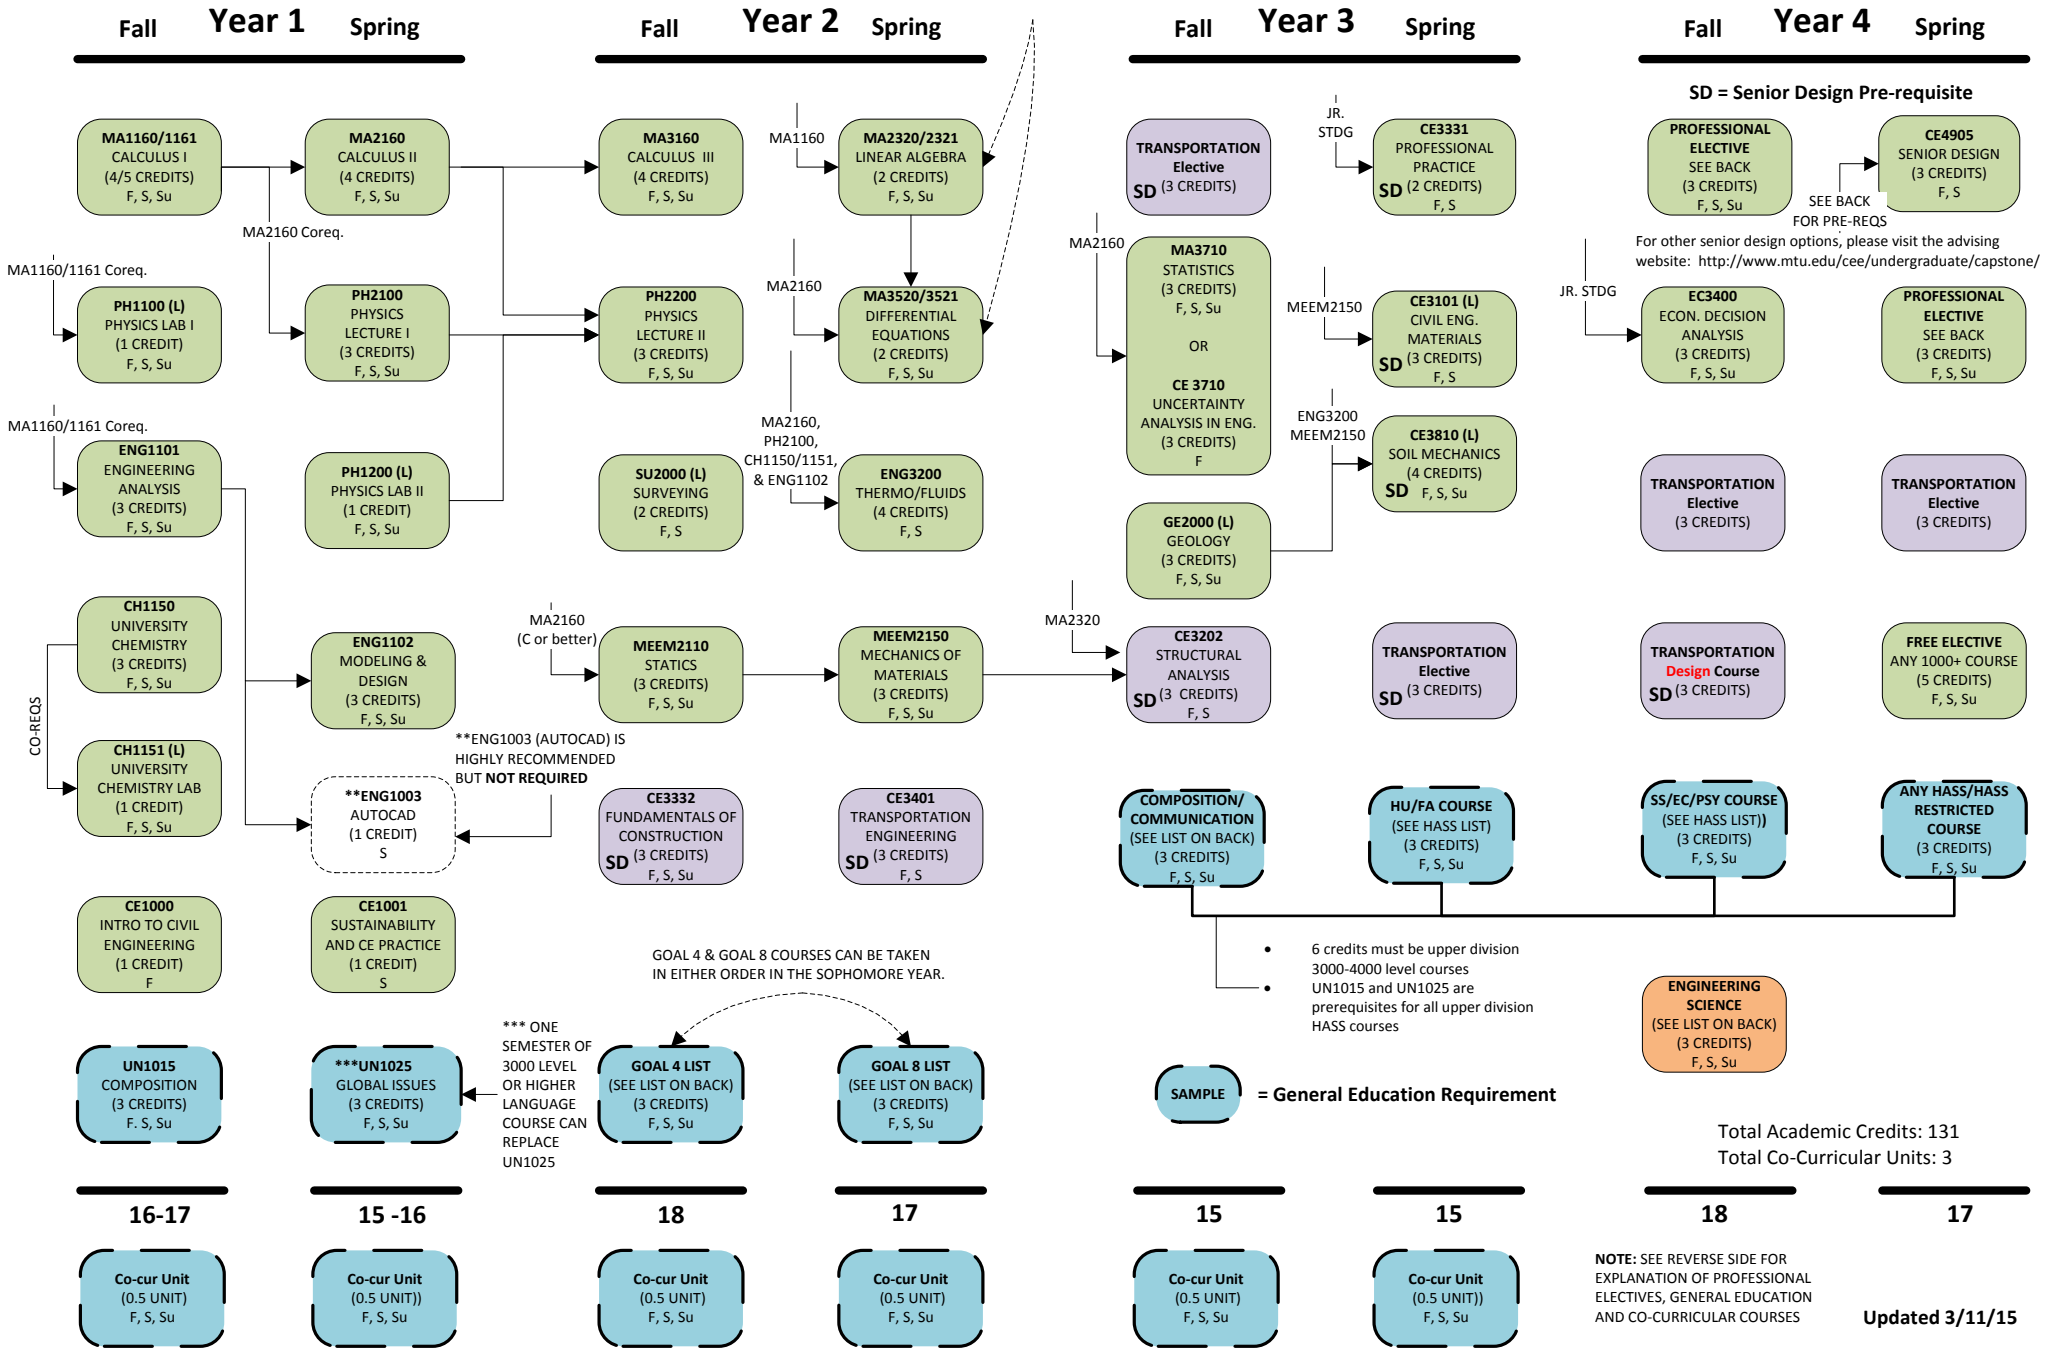 Fall
Year 1
Spring
Fall
Year 2
Spring
Fall
Year 3
Spring
Fall
Year 4
Spring
SD = Senior Design Pre-requisite
MA1160/1161
CALCULUS I
(4/5 CREDITS)
F, S, Su
MA2160
CALCULUS II
(4 CREDITS)
F, S, Su
MA3160
CALCULUS III
(4 CREDITS)
F, S, Su
MA1160
MA2320/2321
LINEAR ALGEBRA
(2 CREDITS)
F, S, Su
TRANSPORTATION
Elective
SD (3 CREDITS)
JR.
STDG
CE3331
PROFESSIONAL
PRACTICE
SD (2 CREDITS)
F, S
PROFESSIONAL
ELECTIVE
SEE BACK
(3 CREDITS)
F, S, Su
CE4905
SENIOR DESIGN
(3 CREDITS)
F, S
SEE BACK
FOR PRE-REQS
For other senior design options, please visit the advising
website: http://www.mtu.edu/cee/undergraduate/capstone/
MA2160 Coreq.
MA1160/1161 Coreq.
PH1100 (L)
PHYSICS LAB I
(1 CREDIT)
F, S, Su
PH2100
PHYSICS
LECTURE I
(3 CREDITS)
F, S, Su
PH2200
PHYSICS
LECTURE II
(3 CREDITS)
F, S, Su
MA2160
MA3520/3521
DIFFERENTIAL
EQUATIONS
(2 CREDITS)
F, S, Su
MA2160
MA3710
STATISTICS
(3 CREDITS)
F, S, Su
OR
CE 3710
UNCERTAINTY
ANALYSIS IN ENG.
(3 CREDITS)
F
MEEM2150
CE3101 (L)
CIVIL ENG.
MATERIALS
SD (3 CREDITS)
F, S
JR. STDG
EC3400
ECON. DECISION
ANALYSIS
(3 CREDITS)
F, S, Su
PROFESSIONAL
ELECTIVE
SEE BACK
(3 CREDITS)
F, S, Su
MA1160/1161 Coreq.
ENG1101
ENGINEERING
ANALYSIS
(3 CREDITS)
F, S, Su
PH1200 (L)
PHYSICS LAB II
(1 CREDIT)
F, S, Su
SU2000 (L)
SURVEYING
(2 CREDITS)
F, S
MA2160,
PH2100,
CH1150/1151,
& ENG1102
ENG3200
THERMO/FLUIDS
(4 CREDITS)
F, S
GE2000 (L)
GEOLOGY
(3 CREDITS)
F, S, Su
ENG3200
MEEM2150
CE3810 (L)
SOIL MECHANICS
(4 CREDITS)
SD F, S, Su
TRANSPORTATION
Elective
(3 CREDITS)
TRANSPORTATION
Elective
(3 CREDITS)
CO-REQS
CH1150
UNIVERSITY
CHEMISTRY
(3 CREDITS)
F, S, Su
ENG1102
MODELING &
DESIGN
(3 CREDITS)
F, S, Su
MA2160
(C or better)
MEEM2110
STATICS
(3 CREDITS)
F, S, Su
MEEM2150
MECHANICS OF
MATERIALS
(3 CREDITS)
F, S, Su
MA2320
CE3202
STRUCTURAL
ANALYSIS
SD (3 CREDITS)
F, S
TRANSPORTATION
Elective
SD (3 CREDITS)
TRANSPORTATION
Design Course
SD (3 CREDITS)
FREE ELECTIVE
ANY 1000+ COURSE
(5 CREDITS)
F, S, Su
CH1151 (L)
UNIVERSITY
CHEMISTRY LAB
(1 CREDIT)
F, S, Su
**ENG1003
AUTOCAD
(1 CREDIT)
S
**ENG1003 (AUTOCAD) IS
HIGHLY RECOMMENDED
BUT NOT REQUIRED
CE3332
FUNDAMENTALS OF
CONSTRUCTION
SD (3 CREDITS)
F, S, Su
CE3401
TRANSPORTATION
ENGINEERING
SD (3 CREDITS)
F, S
COMPOSITION/
COMMUNICATION
(SEE LIST ON BACK)
(3 CREDITS)
F, S, Su
HU/FA COURSE
(SEE HASS LIST)
(3 CREDITS)
F, S, Su
SS/EC/PSY COURSE
(SEE HASS LIST))
(3 CREDITS)
F, S, Su
ANY HASS/HASS
RESTRICTED
COURSE
(3 CREDITS)
F, S, Su
CE1000
INTRO TO CIVIL
ENGINEERING
(1 CREDIT)
F
CE1001
SUSTAINABILITY
AND CE PRACTICE
(1 CREDIT)
S
GOAL 4 & GOAL 8 COURSES CAN BE TAKEN
IN EITHER ORDER IN THE SOPHOMORE YEAR.
• 6 credits must be upper division
3000-4000 level courses
• UN1015 and UN1025 are
prerequisites for all upper division
HASS courses
ENGINEERING
SCIENCE
(SEE LIST ON BACK)
(3 CREDITS)
F, S, Su
UN1015
COMPOSITION
(3 CREDITS)
F. S, Su
***UN1025
GLOBAL ISSUES
(3 CREDITS)
F, S, Su
*** ONE
SEMESTER OF
3000 LEVEL
OR HIGHER
LANGUAGE
COURSE CAN
REPLACE
UN1025
GOAL 4 LIST
(SEE LIST ON BACK)
(3 CREDITS)
F, S, Su
GOAL 8 LIST
(SEE LIST ON BACK)
(3 CREDITS)
F, S, Su
SAMPLE
= General Education Requirement
Total Academic Credits: 131
Total Co-Curricular Units: 3
16-17
15 -16
18
17
15
15
18
17
Co-cur Unit
(0.5 UNIT)
F, S, Su
Co-cur Unit
(0.5 UNIT))
F, S, Su
Co-cur Unit
(0.5 UNIT)
F, S, Su
Co-cur Unit
(0.5 UNIT)
F, S, Su
Co-cur Unit
(0.5 UNIT)
F, S, Su
Co-cur Unit
(0.5 UNIT))
F, S, Su
NOTE: SEE REVERSE SIDE FOR
EXPLANATION OF PROFESSIONAL
ELECTIVES, GENERAL EDUCATION
AND CO-CURRICULAR COURSES
Updated 3/11/15